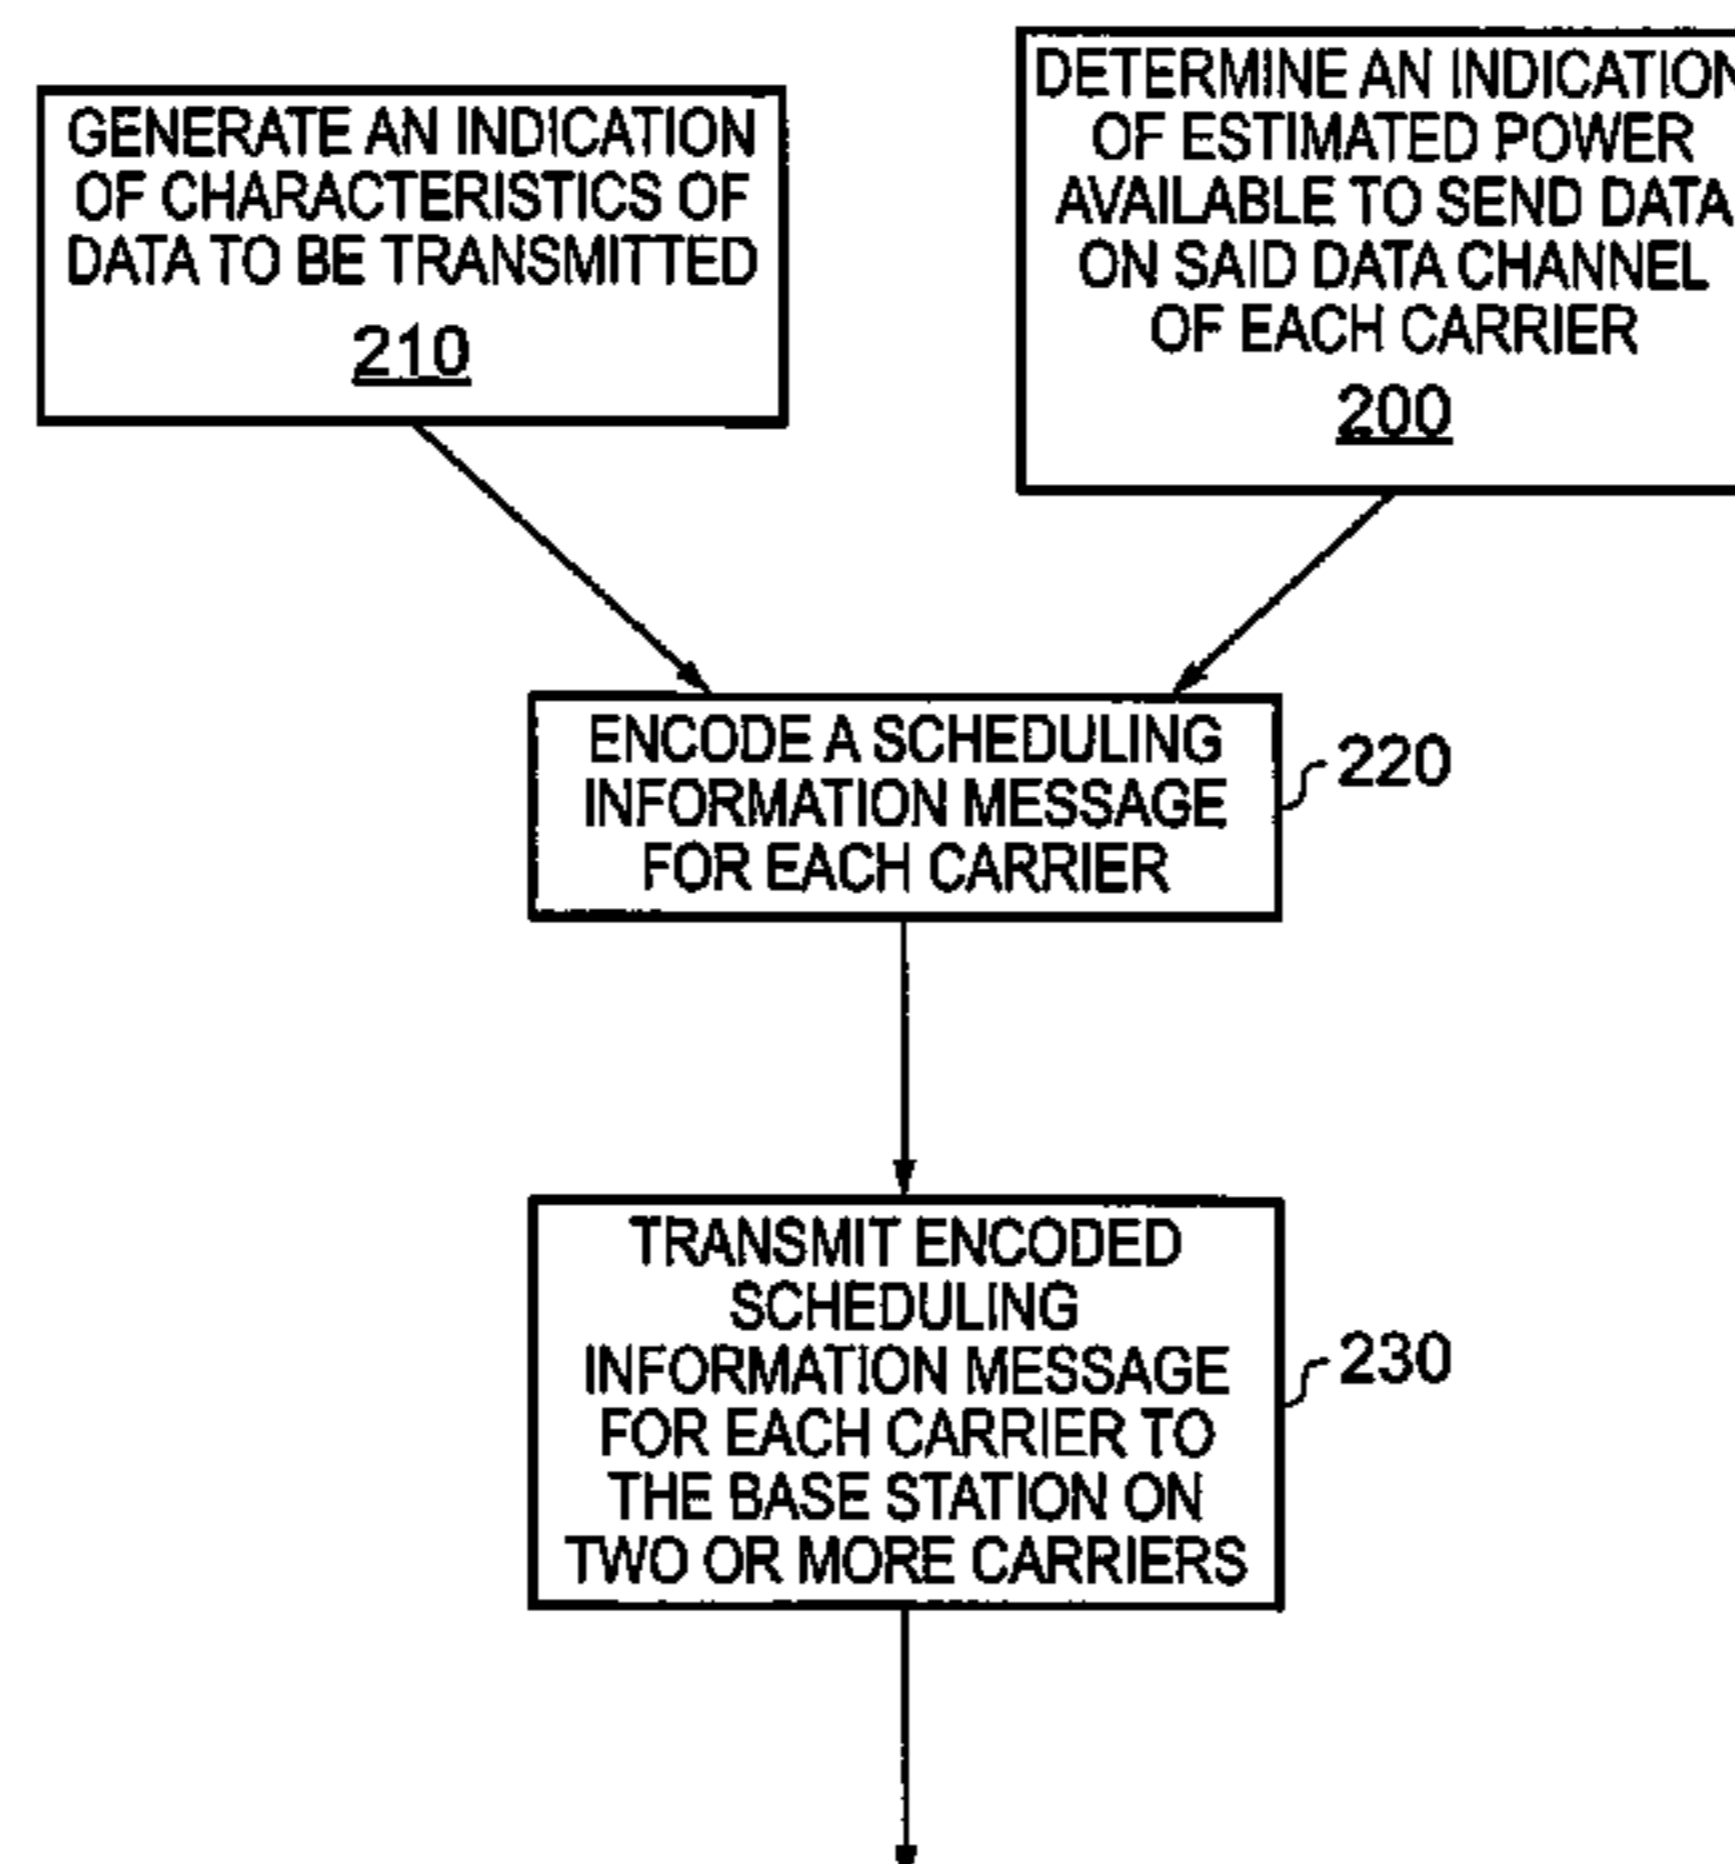 GENERATE AN INDICATION
OF CHARACTERISTICS OF
DATA TO BE TRANSMITTED
210
DETERMINE AN INDICATION
OF ESTIMATED POWER
AVAILABLE TO SEND DATA
ON SAID DATA CHANNEL
OF EACH CARRIER
200
ENCODE A SCHEDULING
INFORMATION MESSAGE
FOR EACH CARRIER
220
TRANSMIT ENCODED
SCHEDULING
INFORMATION MESSAGE
FOR EACH CARRIER TO
THE BASE STATION ON
TWO OR MORE CARRIERS
230